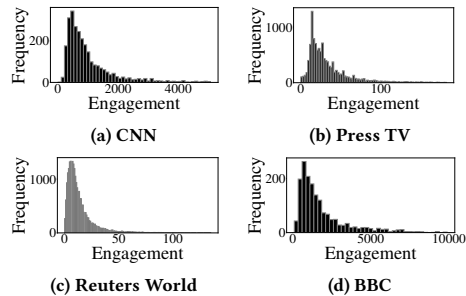 Frequency
200
0
0
2000
4000
Engagement
(a) CNN
Frequency
1000
0
0
100
Engagement
(b) Press TV
Frequency
1000
0
0
50
100
Engagement
(c) Reuters World
Frequency
200
0
0
5000
10000
Engagement
(d) BBC